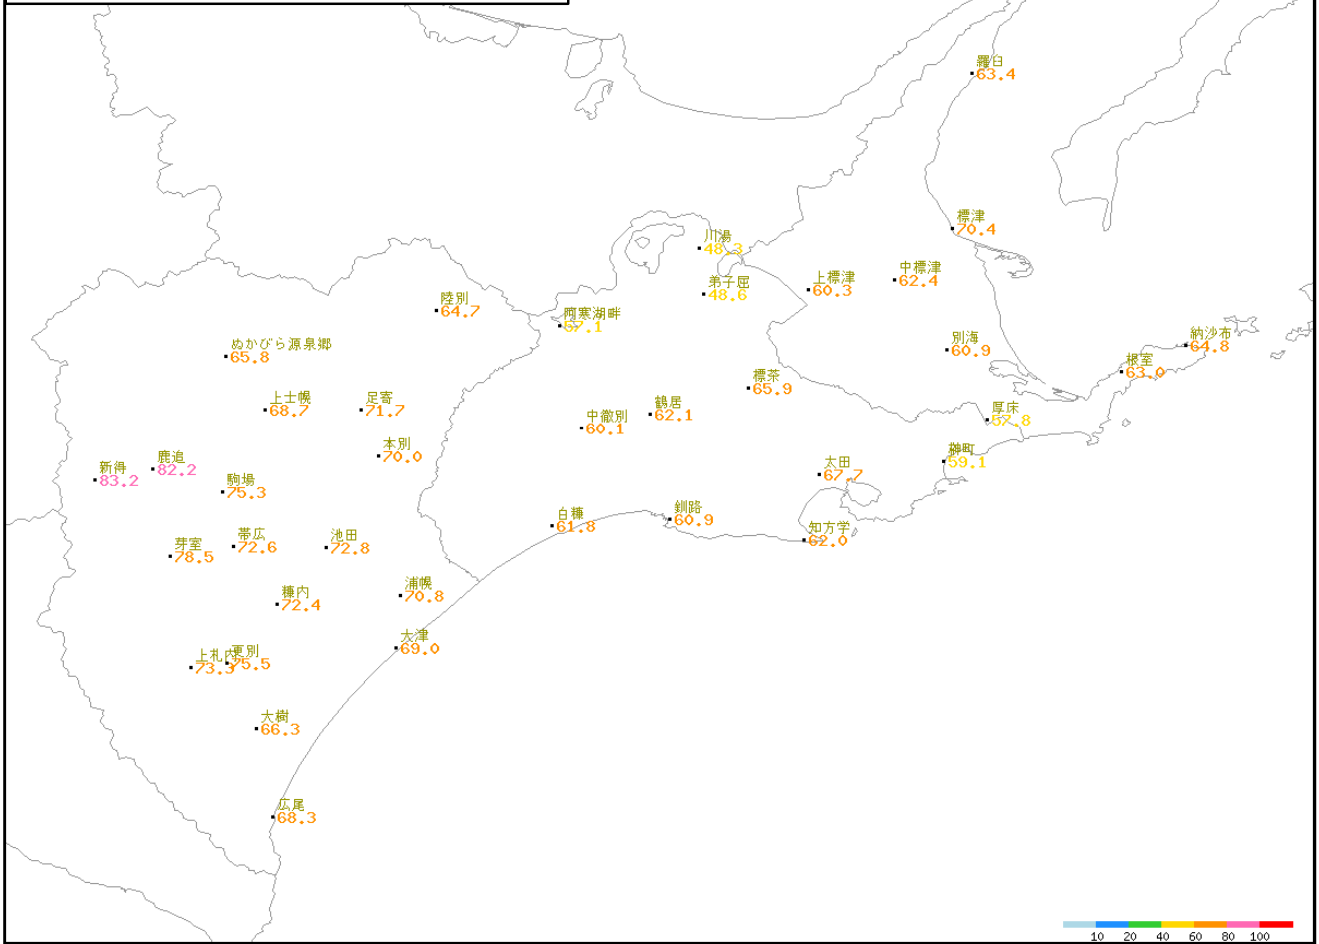 羅臼
63.4
標津
70.4
川湯
48.3
中標津
62.4
上標津
60.3
弟子屈
48.6
陸別
64.7
阿寒湖畔
57.1
納沙布
64.8
別海
60.9
ぬかびら源泉郷
65.8
根室
63.0
標茶
65.9
上士幌
68.7
足寄
71.7
鶴居
62.1
厚床
57.8
中徹別
60.1
本別
70.0
鹿追
82.2
新得
83.2
榊町
59.1
太田
67.7
駒場
75.3
白糠
61.8
釧路
60.9
知方学
62.0
帯広
72.6
池田
72.8
芽室
78.5
浦幌
70.8
糠内
72.4
大津
69.0
更別
75.5
上札内
73.3
大樹
66.3
広尾
68.3
10 20 40 60 80 100